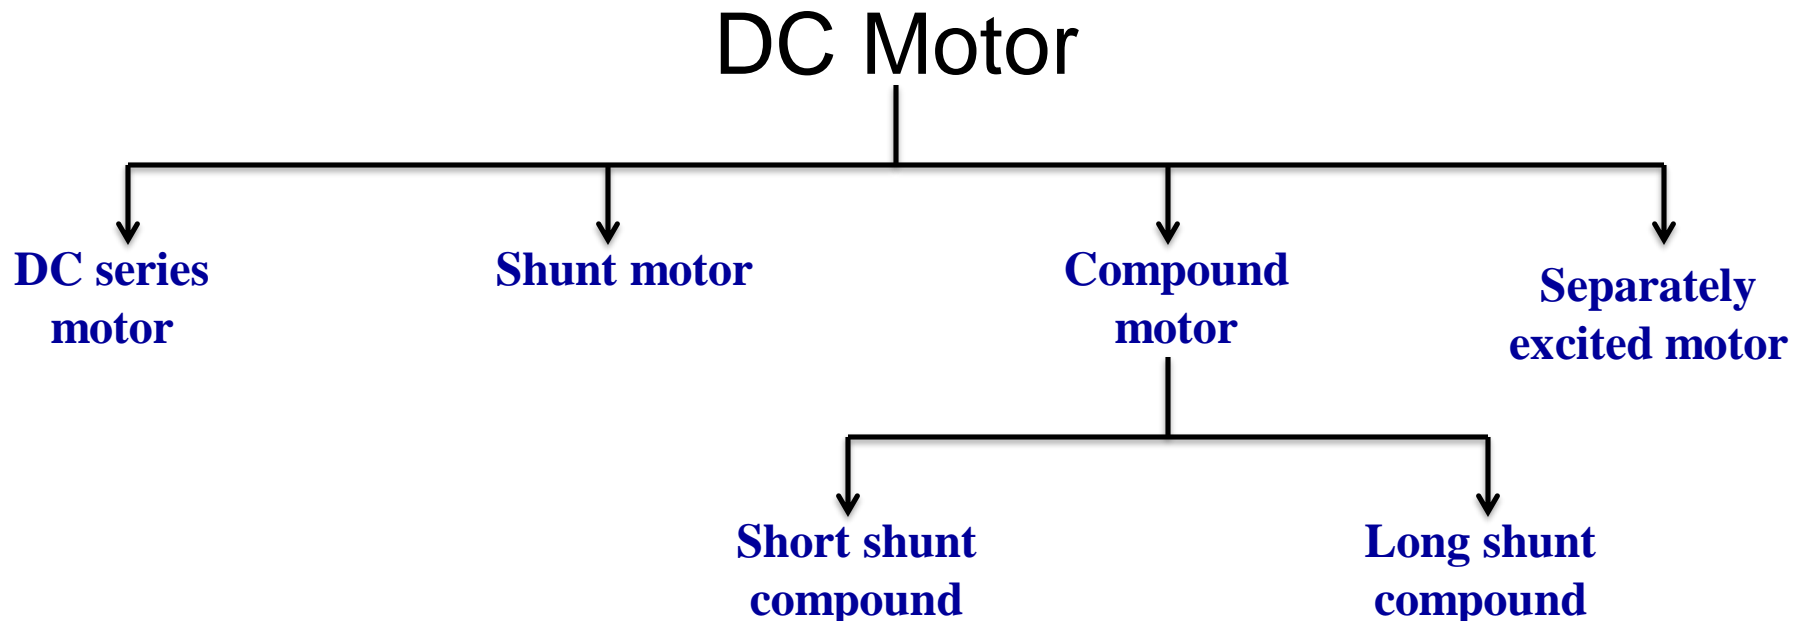 DC Motor
DC series
motor
Shunt motor
Compound
motor
Separately
excited motor
Short shunt
compound
Long shunt
compound